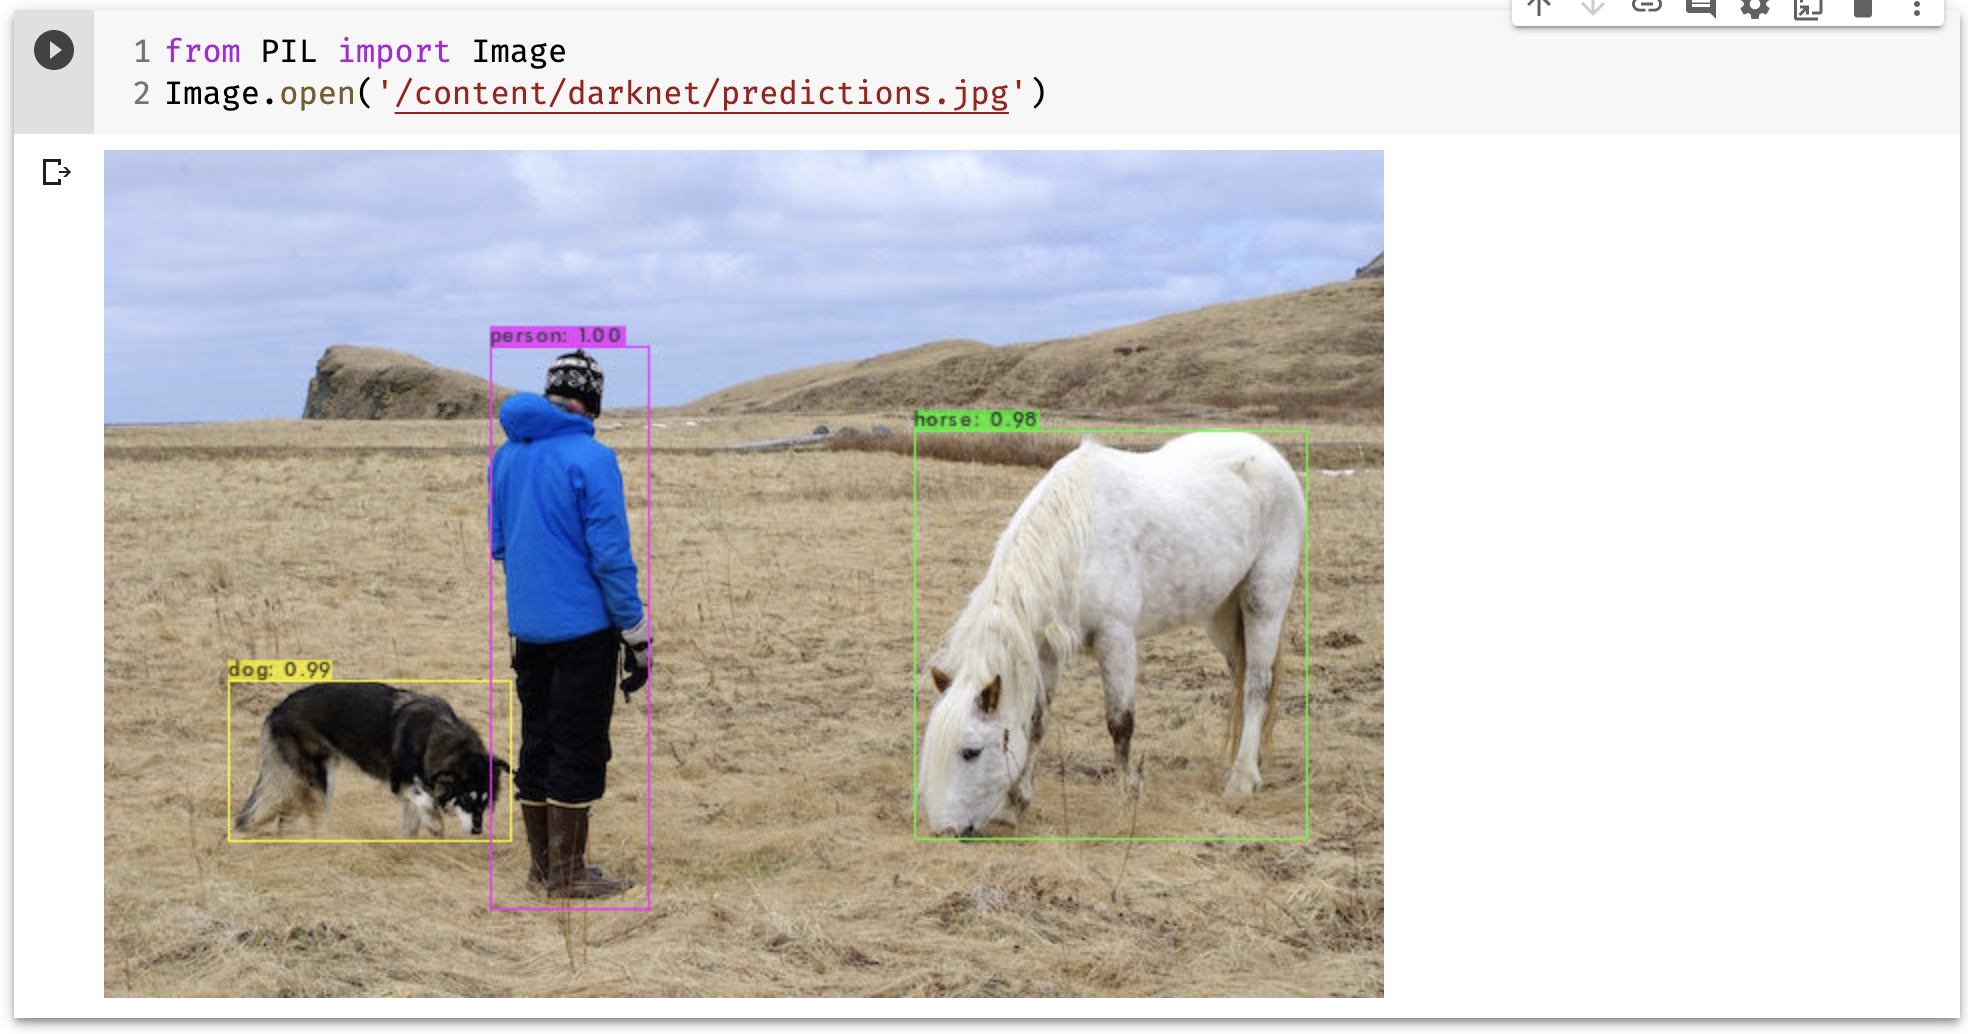 1 from PIL import Image
2 Image.open('/content/darknet/predictions.jpg')
person: 1.00
horse: 0.98
dog: 0.99